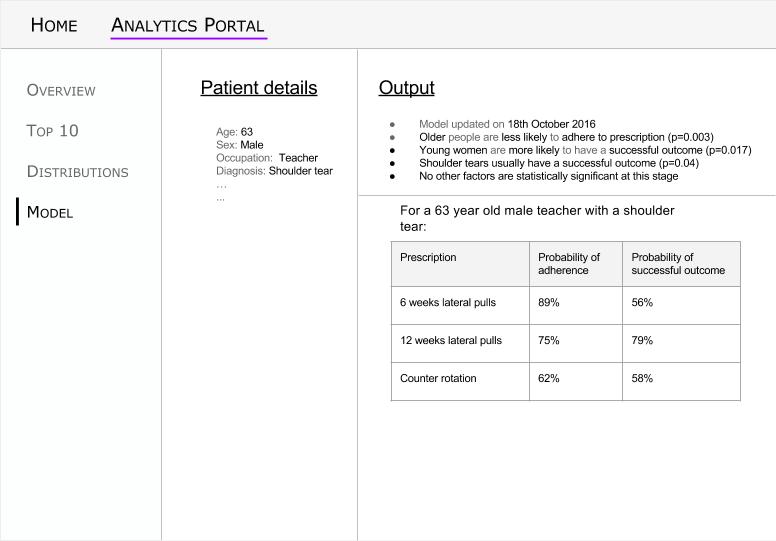 Home Analytics Portal
Overview
Top 10
Distributions
Model
Patient details
Age: 63
Sex: Male
Occupation: Teacher
Diagnosis: Shoulder tear
...
...
Output
● Model updated on 18th October 2016
● Older people are less likely to adhere to prescription (p=0.003)
● Young women are more likely to have a successful outcome (p=0.017)
● Shoulder tears usually have a successful outcome (p=0.04)
● No other factors are statistically significant at this stage
For a 63 year old male teacher with a shoulder
tear:
Prescription Probability of adherence Probability of successful outcome
6 weeks lateral pulls 89% 56%
12 weeks lateral pulls 75% 79%
Counter rotation 62% 58%